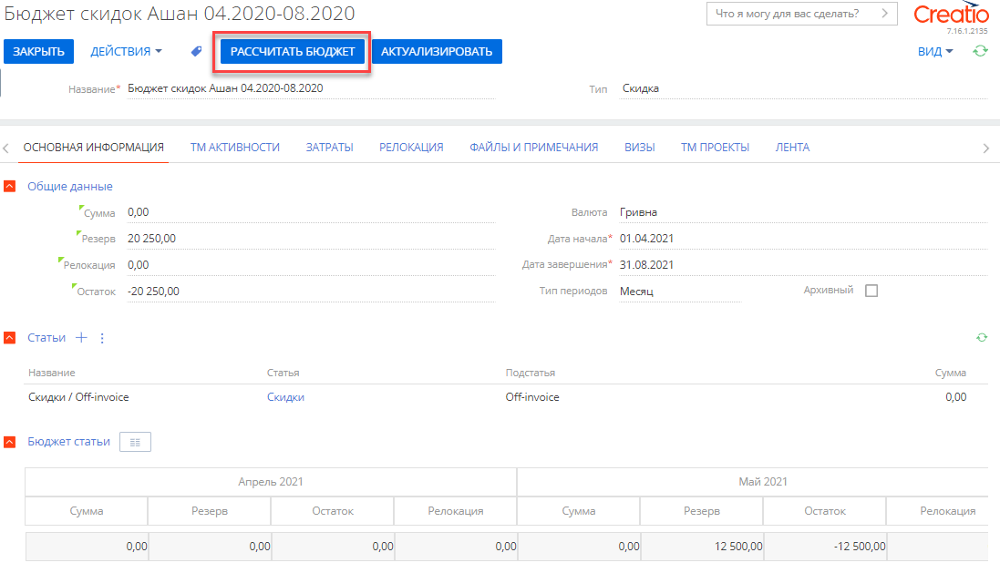 Бюджет скидок Ашан 04.2020-08.2020
Что я могу для вас сделать?
Creatio
7.16.1.2135
ЗАКРЫТЬ ДЕЙСТВИЯ РАССЧИТАТЬ БЮДЖЕТ АКТУАЛИЗИРОВАТЬ ВИД
Название* Бюджет скидок Ашан 04.2020-08.2020 Тип Скидка
ОСНОВНАЯ ИНФОРМАЦИЯ ТМ АКТИВНОСТИ ЗАТРАТЫ РЕЛОКАЦИЯ ФАЙЛЫ И ПРИМЕЧАНИЯ ВИЗЫ ТМ ПРОЕКТЫ ЛЕНТА
Общие данные
Сумма 0,00 Валюта Гривна
Резерв 20 250,00 Дата начала* 01.04.2021
Релокация 0,00 Дата завершения* 31.08.2021
Остаток -20 250,00 Тип периодов Месяц Архивный
Статьи
Название Статья Подстатья Сумма
Скидки / Off-invoice Скидки Off-invoice 0,00
Бюджет статьи
Апрель 2021 Май 2021
Сумма Резерв Остаток Релокация Сумма Резерв Остаток Релокация
0,00 0,00 0,00 0,00 0,00 12 500,00 -12 500,00